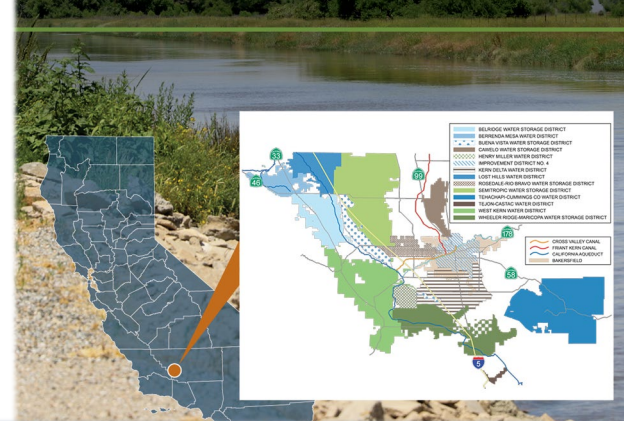 33
46
99
178
58
5
BELRIDGE WATER STORAGE DISTRICT
BERRENDA MESA WATER DISTRICT
BUENA VISTA WATER STORAGE DISTRICT
CAWELO WATER STORAGE DISTRICT
HENRY MILLER WATER DISTRICT
IMPROVEMENT DISTRICT NO. 4
KERN DELTA WATER DISTRICT
LOST HILLS WATER DISTRICT
ROSEDALE-RIO BRAVO WATER STORAGE DISTRICT
SEMITROPIC WATER STORAGE DISTRICT
TEHACHAPI-CUMMINGS CO WATER DISTRICT
TEJON-CASTAC WATER DISTRICT
WEST KERN WATER DISTRICT
WHEELER RIDGE-MARICOPA WATER STORAGE DISTRICT
CROSS VALLEY CANAL
FRIANT KERN CANAL
CALIFORNIA AQUEDUCT
BAKERSFIELD